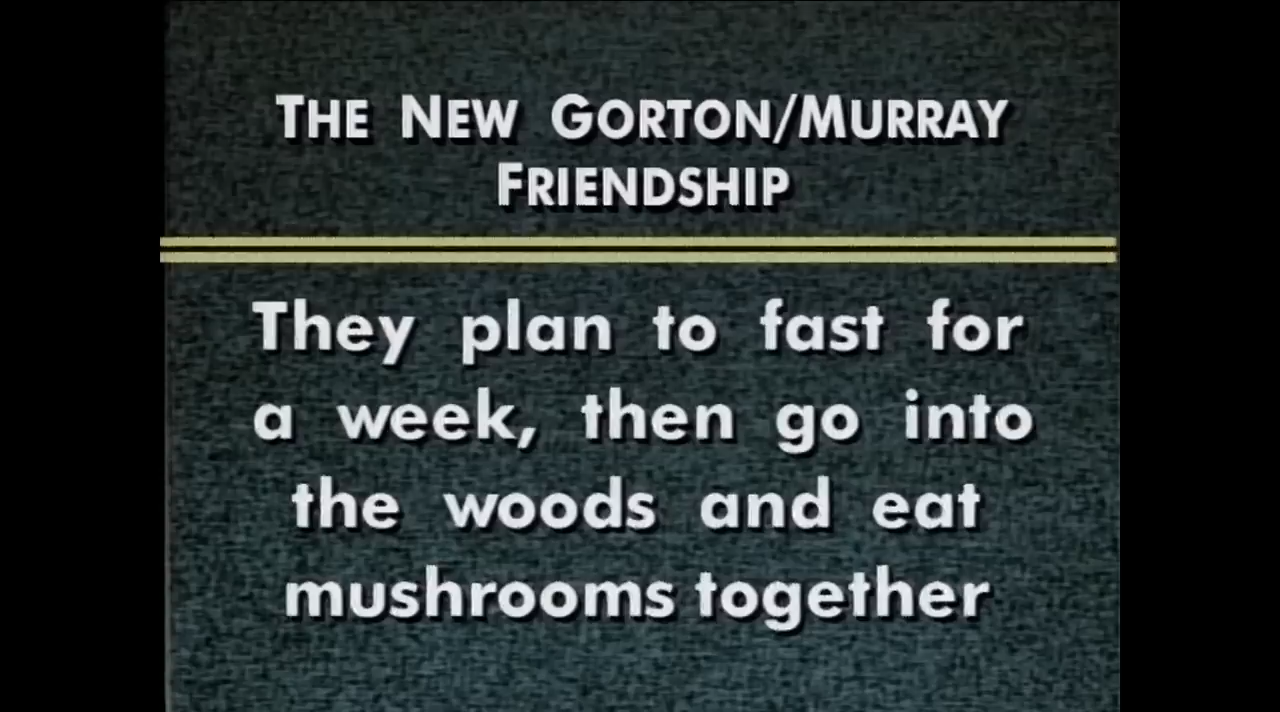 THE NEW GORTON/MURRAY
FRIENDSHIP
They plan to fast for
a week, then go into
the woods and eat
mushrooms together